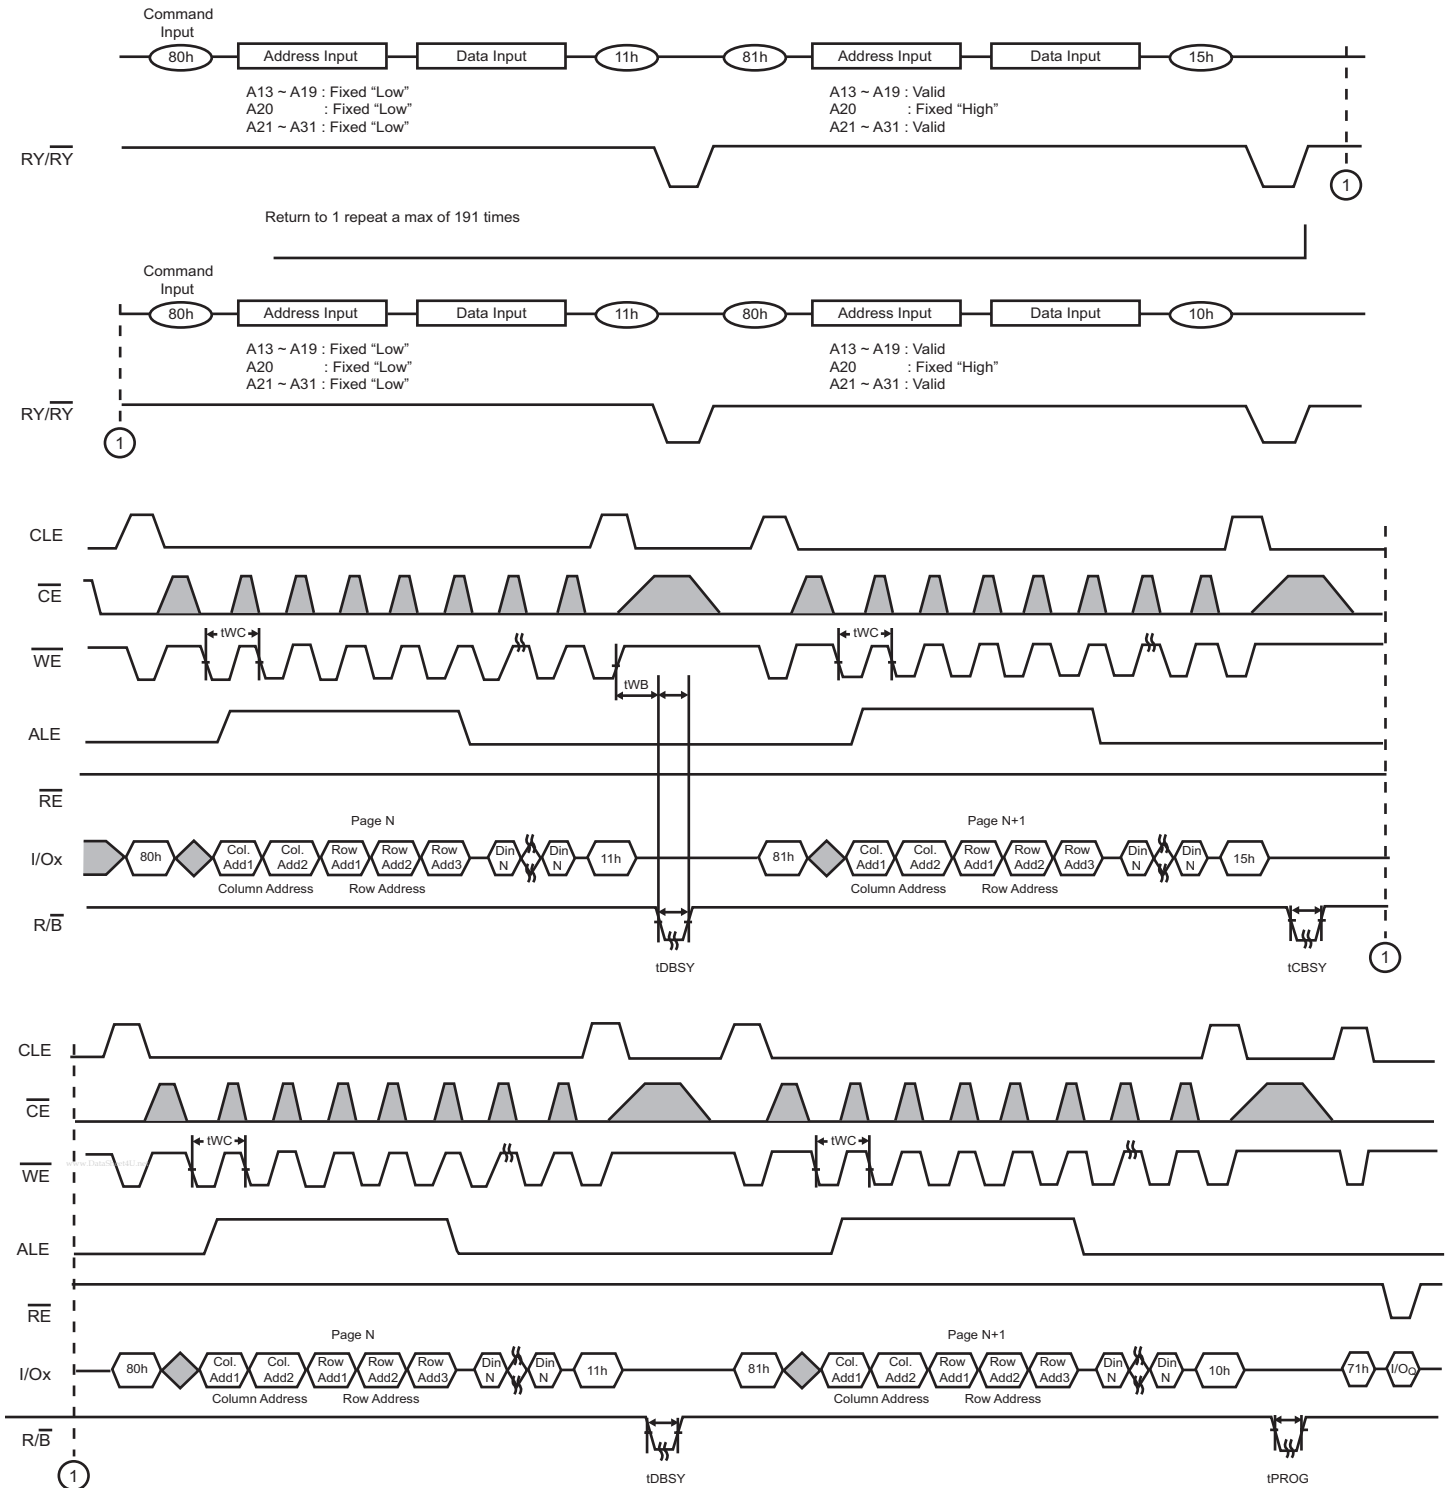 Command
Input
80h Address Input Data Input 11h 81h Address Input Data Input 15h
A13 ~ A19 : Fixed “Low” A13 ~ A19 : Valid
A20 : Fixed “Low” A20 : Fixed “High”
A21 ~ A31 : Fixed “Low” A21 ~ A31 : Valid
RY/RY
1
Return to 1 repeat a max of 191 times
Command
Input
80h Address Input Data Input 11h 80h Address Input Data Input 10h
A13 ~ A19 : Fixed “Low” A13 ~ A19 : Valid
A20 : Fixed “Low” A20 : Fixed “High”
A21 ~ A31 : Fixed “Low” A21 ~ A31 : Valid
RY/RY
1
CLE
CE
tWC tWC
WE
tWB
ALE
RE
Page N Page N+1
I/Ox 80h Col. Add1 Col. Add2 Row Add1 Row Add2 Row Add3 Din N Din N 11h 81h Col. Add1 Col. Add2 Row Add1 Row Add2 Row Add3 Din N Din N 15h
Column Address Row Address Column Address Row Address
R/B
tDBSY tCBSY
1
CLE
CE
tWC tWC
WE
ALE
RE
Page N Page N+1
I/Ox 80h Col. Add1 Col. Add2 Row Add1 Row Add2 Row Add3 Din N Din N 11h 81h Col. Add1 Col. Add2 Row Add1 Row Add2 Row Add3 Din N Din N 10h 71h I/O0
Column Address Row Address Column Address Row Address
R/B
1
tDBSY tPROG